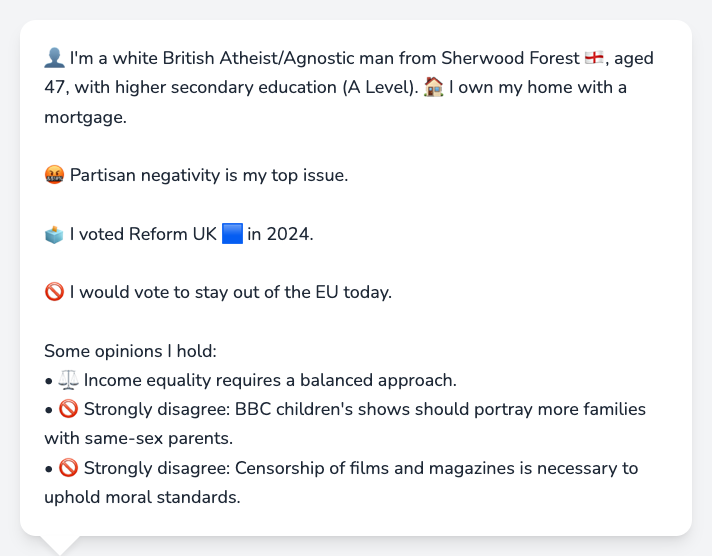 👤 I'm a white British Atheist/Agnostic man from Sherwood Forest 🏴󠁧󠁢󠁥󠁮󠁧󠁿, aged
47, with higher secondary education (A Level). 🏠 I own my home with a
mortgage.
🤬 Partisan negativity is my top issue.
🗳️ I voted Reform UK 🟦 in 2024.
🚫 I would vote to stay out of the EU today.
Some opinions I hold:
• ⚖️ Income equality requires a balanced approach.
• 🚫 Strongly disagree: BBC children's shows should portray more families
with same-sex parents.
• 🚫 Strongly disagree: Censorship of films and magazines is necessary to
uphold moral standards.